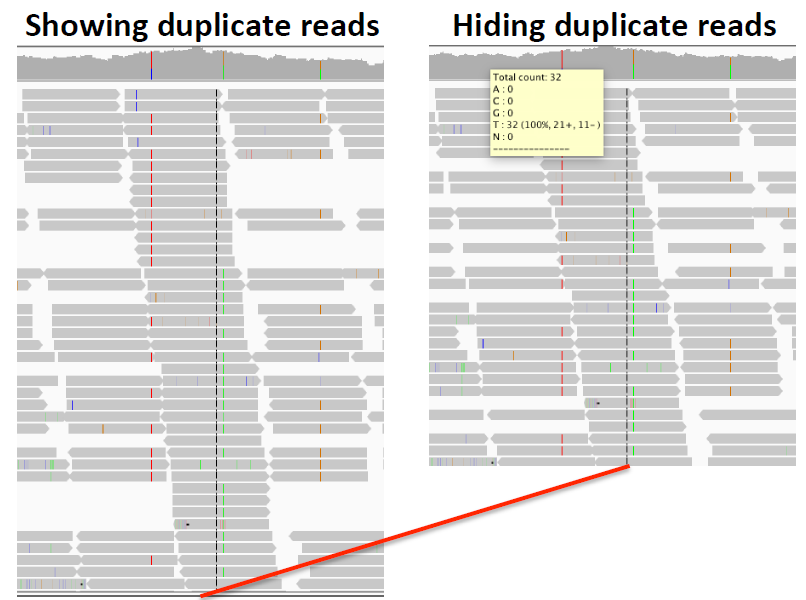 Showing duplicate reads
Hiding duplicate reads
Total count: 32
A : 0
C : 0
G : 0
T : 32 (100%, 21+, 11- )
N : 0
---------------